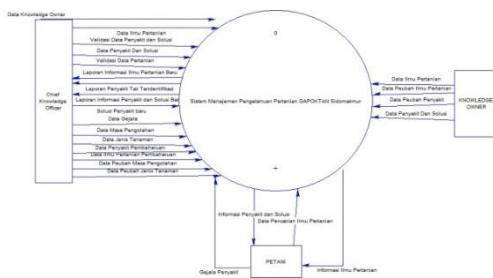 Data Knowledge Owner
Data Ilmu Pertanian
Validasi Data Penyakit dan Solusi
Data Penyakit Dan Solusi
Validasi Data Pertanian
Laporan Informasi Ilmu Pertanian Baru
Laporan Penyakit Tak Teridentifikasi
Laporan Informasi Penyakit dan Solusi Baru
Solusi Penyakit baru
Data Gejala
Data Masa Pengolahan
Data Jenis Tanaman
Data Penyakit Pembaharuan
Data Ilmu Pertanian Pembaharuan
Data Peubah Masa Pengolahan
Data Peubah Jenis Tanaman
Chief
Knowledge
Officer
0
Sistem Manajemen Pengetahuan Pertanian GAPOKTAN Sidomakmur
+
Data Ilmu Pertanian
Data Peubah Ilmu Pertanian
Data Peubah Penyakit
Data Penyakit Dan Solusi
KNOWLEDGE
OWNER
Informasi Penyakit dan Solusi
Data Pencarian Ilmu Pertanian
PETANI
Gejala Penyakit
Informasi Ilmu Pertanian